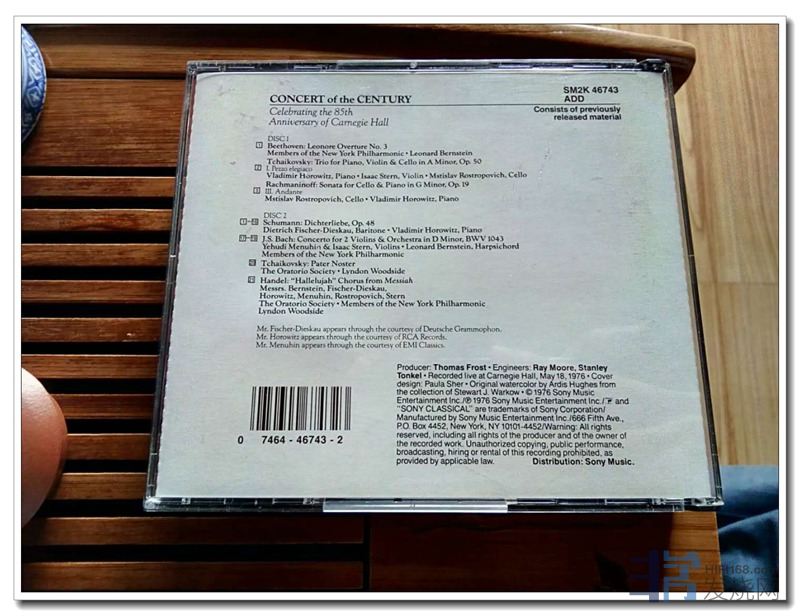 CONCERT of the CENTURY
Celebrating the 85th
Anniversary of Carnegie Hall
SM2K 46743
ADD
Consists of previously
released material
DISC 1
1 Beethoven: Leonore Overture No. 3
Members of the New York Philharmonic • Leonard Bernstein
Tchaikovsky: Trio for Piano, Violin & Cello in A Minor, Op. 50
2 I. Pezzo elegiaco
Vladimir Horowitz, Piano • Isaac Stern, Violin • Mstislav Rostropovich, Cello
Rachmaninoff: Sonata for Cello & Piano in G Minor, Op. 19
3 III. Andante
Mstislav Rostropovich, Cello • Vladimir Horowitz, Piano
DISC 2
Schumann: Dichterliebe, Op. 48
Dietrich Fischer-Dieskau, Baritone • Vladimir Horowitz, Piano
J.S. Bach: Concerto for 2 Violins & Orchestra in D Minor, BWV 1043
Yehudi Menuhin & Isaac Stern, Violins • Leonard Bernstein, Harpsichord
Members of the New York Philharmonic
Tchaikovsky: Pater Noster
The Oratorio Society • Lyndon Woodside
Handel: "Hallelujah" Chorus from Messiah
Messrs. Bernstein, Fischer-Dieskau,
Horowitz, Menuhin, Rostropovich, Stern
The Oratorio Society • Members of the New York Philharmonic
Lyndon Woodside
Mr. Fischer-Dieskau appears through the courtesy of Deutsche Grammophon.
Mr. Horowitz appears through the courtesy of RCA Records.
Mr. Menuhin appears through the courtesy of EMI Classics.
Producer: Thomas Frost • Engineers: Ray Moore, Stanley
Tonkel • Recorded live at Carnegie Hall, May 18, 1976 • Cover
design: Paula Sher • Original watercolor by Ardis Hughes from
the collection of Stewart J. Warkow • © 1976 Sony Music
Entertainment Inc./℗ 1976 Sony Music Entertainment Inc./ and
"SONY CLASSICAL" are trademarks of Sony Corporation/
Manufactured by Sony Music Entertainment Inc./666 Fifth Ave.,
P.O. Box 4452, New York, NY 10101-4452/Warning: All rights
reserved, including all rights of the producer and of the owner of
the recorded work. Unauthorized copying, public performance,
broadcasting, hiring or rental of this recording prohibited, as
provided by applicable law. Distribution: Sony Music.
0 7464-46743-2
非常
HIFI168.com
发烧网